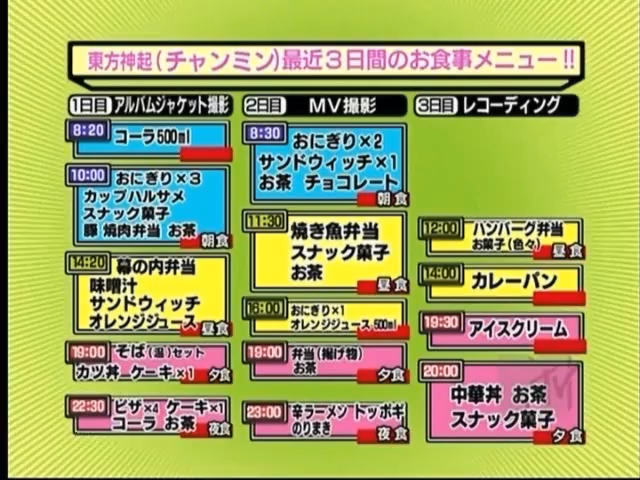 東方神起(チャンミン)最近3日間のお食事メニュー!!
1日目 アルバムジャケット撮影
8:20 コーラ500ml
10:00 おにぎり×3
カップハルサメ
スナック菓子
豚 焼肉弁当 お茶
朝食
14:20 幕の内弁当
味噌汁
サンドウィッチ
オレンジジュース
昼食
19:00 そば(温)セット
カツ丼 ケーキ×1
夕食
22:30 ピザ×4 ケーキ×1
コーラ お茶
夜食
2日目 MV撮影
8:30 おにぎり×2
サンドウィッチ×1
お茶 チョコレート
朝食
11:30 焼き魚弁当
スナック菓子
お茶
昼食
16:00 おにぎり×1
オレンジジュース 500ml
19:00 弁当(揚げ物)
お茶
夕食
23:00 辛ラーメン トッポギ
のりまき
夜食
3日目 レコーディング
12:00 ハンバーグ弁当
お菓子(色々)
昼食
14:00 カレーパン
19:30 アイスクリーム
20:00
中華丼 お茶
スナック菓子
夕食